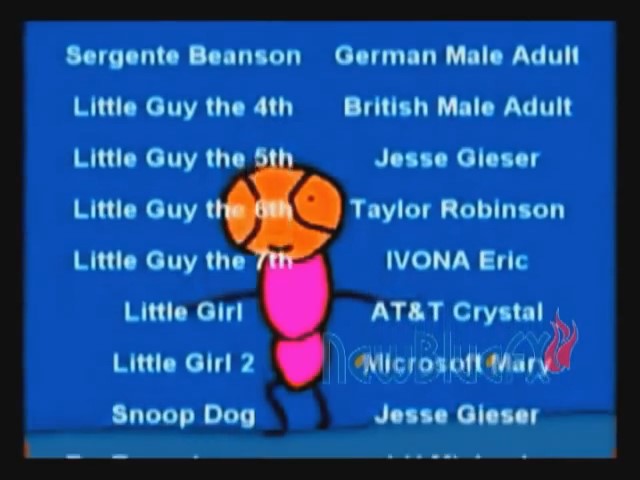 Sergente Beanson German Male Adult
Little Guy the 4th British Male Adult
Little Guy the 5th Jesse Gieser
Little Guy the 6th Taylor Robinson
Little Guy the 7th IVONA Eric
Little Girl AT&T Crystal
Little Girl 2 Microsoft Mary
NewBlueFX
Snoop Dog Jesse Gieser